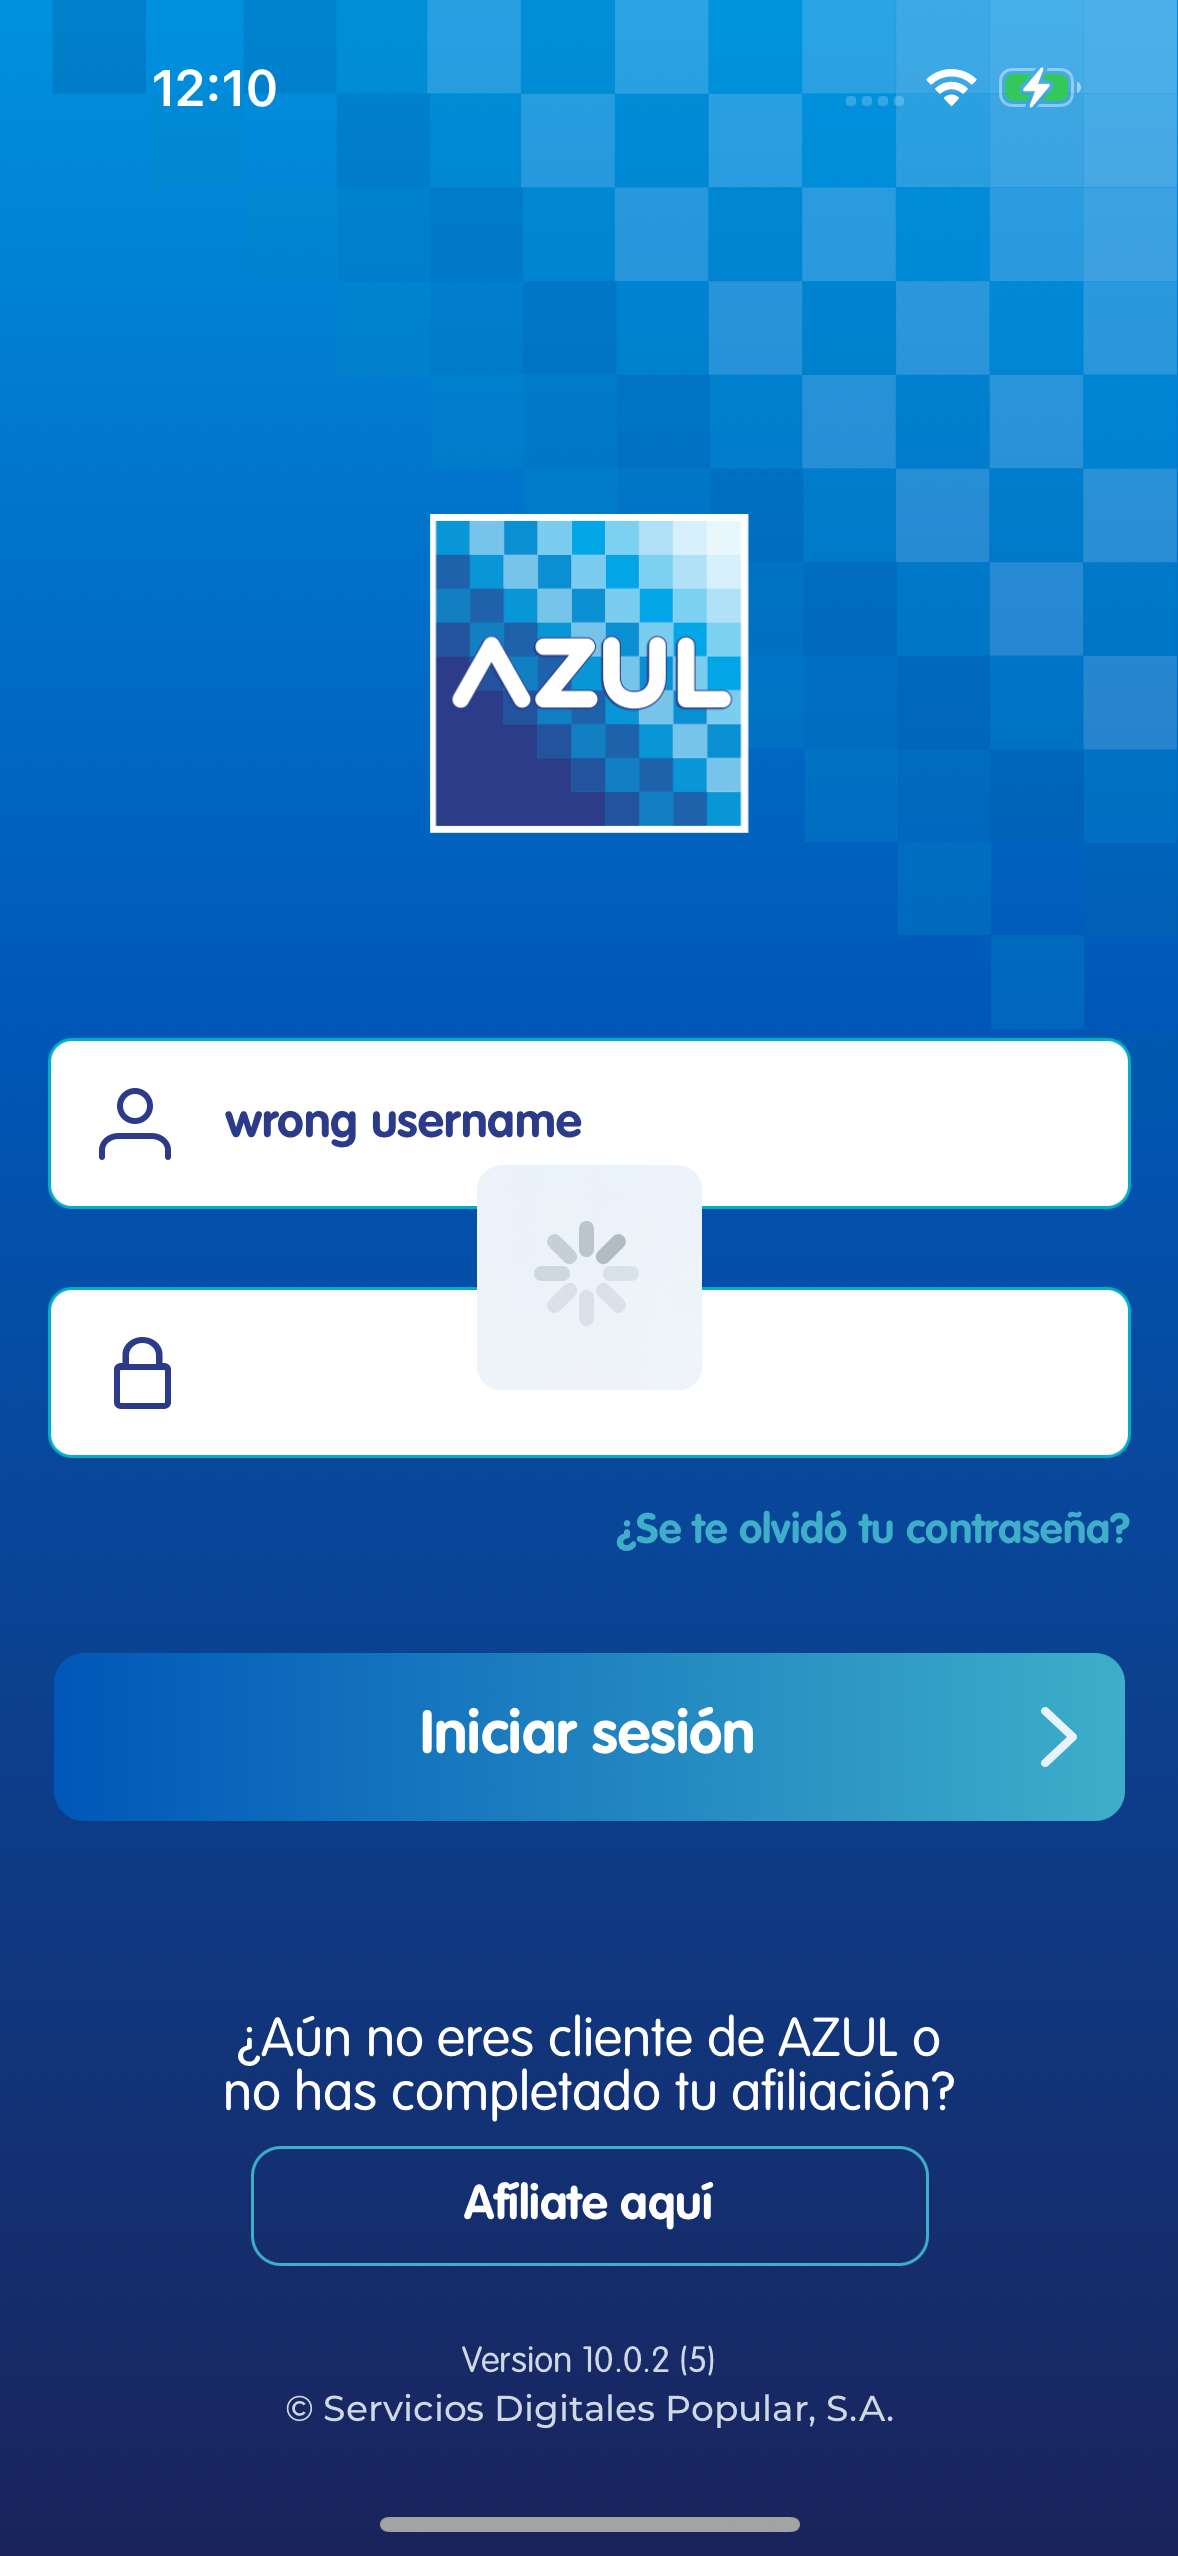 12:10
AZUL
wrong username
¿Se te olvidó tu contraseña?
Iniciar sesión
¿Aún no eres cliente de AZUL o
no has completado tu afiliación?
Afíliate aquí
Version 10.0.2 (5)
© Servicios Digitales Popular, S.A.